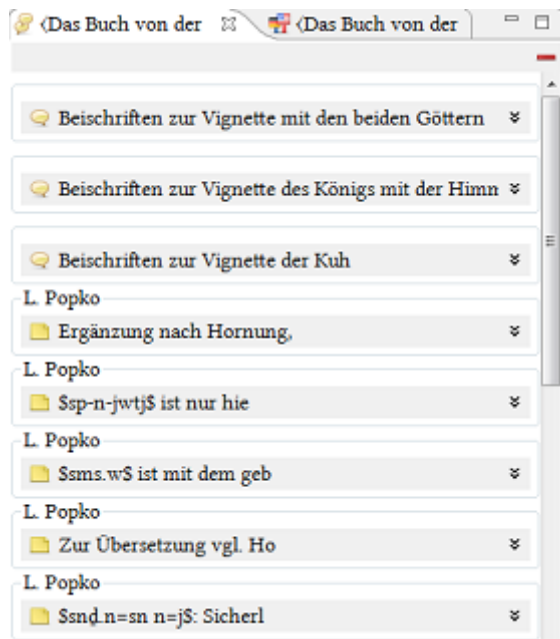 ⟨Das Buch von der
⟨Das Buch von der
Beischriften zur Vignette mit den beiden Göttern
Beischriften zur Vignette des Königs mit der Himm
Beischriften zur Vignette der Kuh
L. Popko
Ergänzung nach Hornung,
L. Popko
$sp-n-jwtj$ ist nur hie
L. Popko
$sms.w$ ist mit dem geb
L. Popko
Zur Übersetzung vgl. Ho
L. Popko
$snḏ.n=sn n=j$: Sicherl